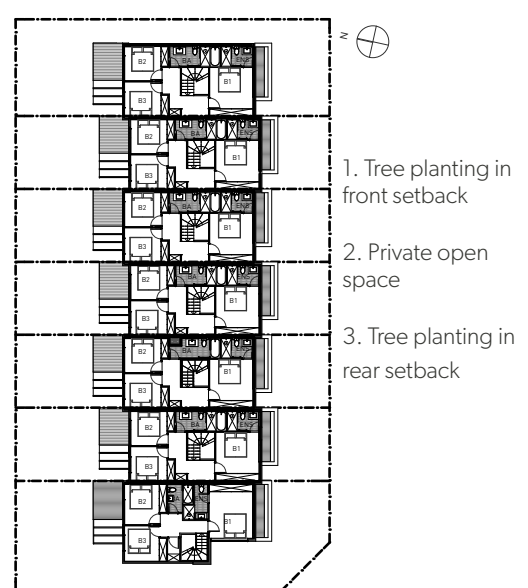 N
B2
BA
ENS
B1
B3
B2
BA
ENS
B1
B3
B2
BA
ENS
B1
B3
B2
BA
ENS
B1
B3
B2
BA
ENS
B1
B3
B2
BA
ENS
B1
B3
B2
BA
ENS
B1
B3
1. Tree planting in
front setback
2. Private open
space
3. Tree planting in
rear setback